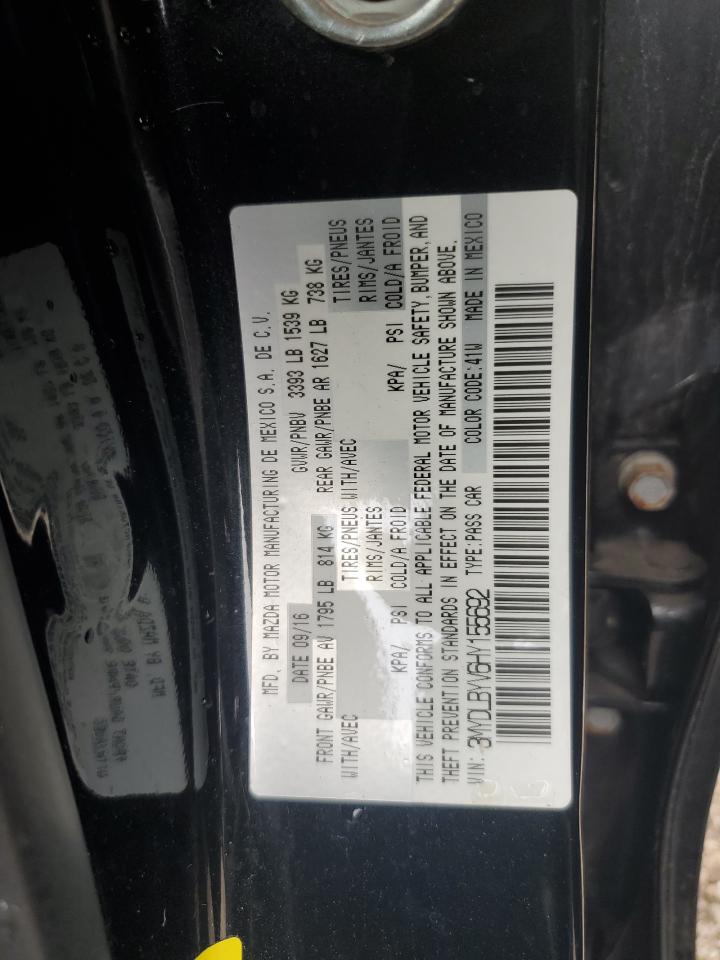 MFD. BY MAZDA MOTOR MANUFACTURING DE MEXICO S.A. DE C.V.
DATE 09/16 GVWR/PNBV 3393 LB 1539 KG
FRONT GAWR/PNBE AV 1795 LB 814 KG REAR GAWR/PNBE AR 1627 LB 738 KG
WITH/AVEC TIRES/PNEUS WITH/AVEC TIRES/PNEUS
RIMS/JANTES RIMS/JANTES
KPA/ PSI COLD/A FROID KPA/ PSI COLD/A FROID
THIS VEHICLE CONFORMS TO ALL APPLICABLE FEDERAL MOTOR VEHICLE SAFETY,BUMPER,AND
THEFT PREVENTION STANDARDS IN EFFECT ON THE DATE OF MANUFACTURE SHOWN ABOVE.
VIN: 3MYDLBYV6HY155692 TYPE:PASS CAR COLOR CODE:41W MADE IN MEXICO